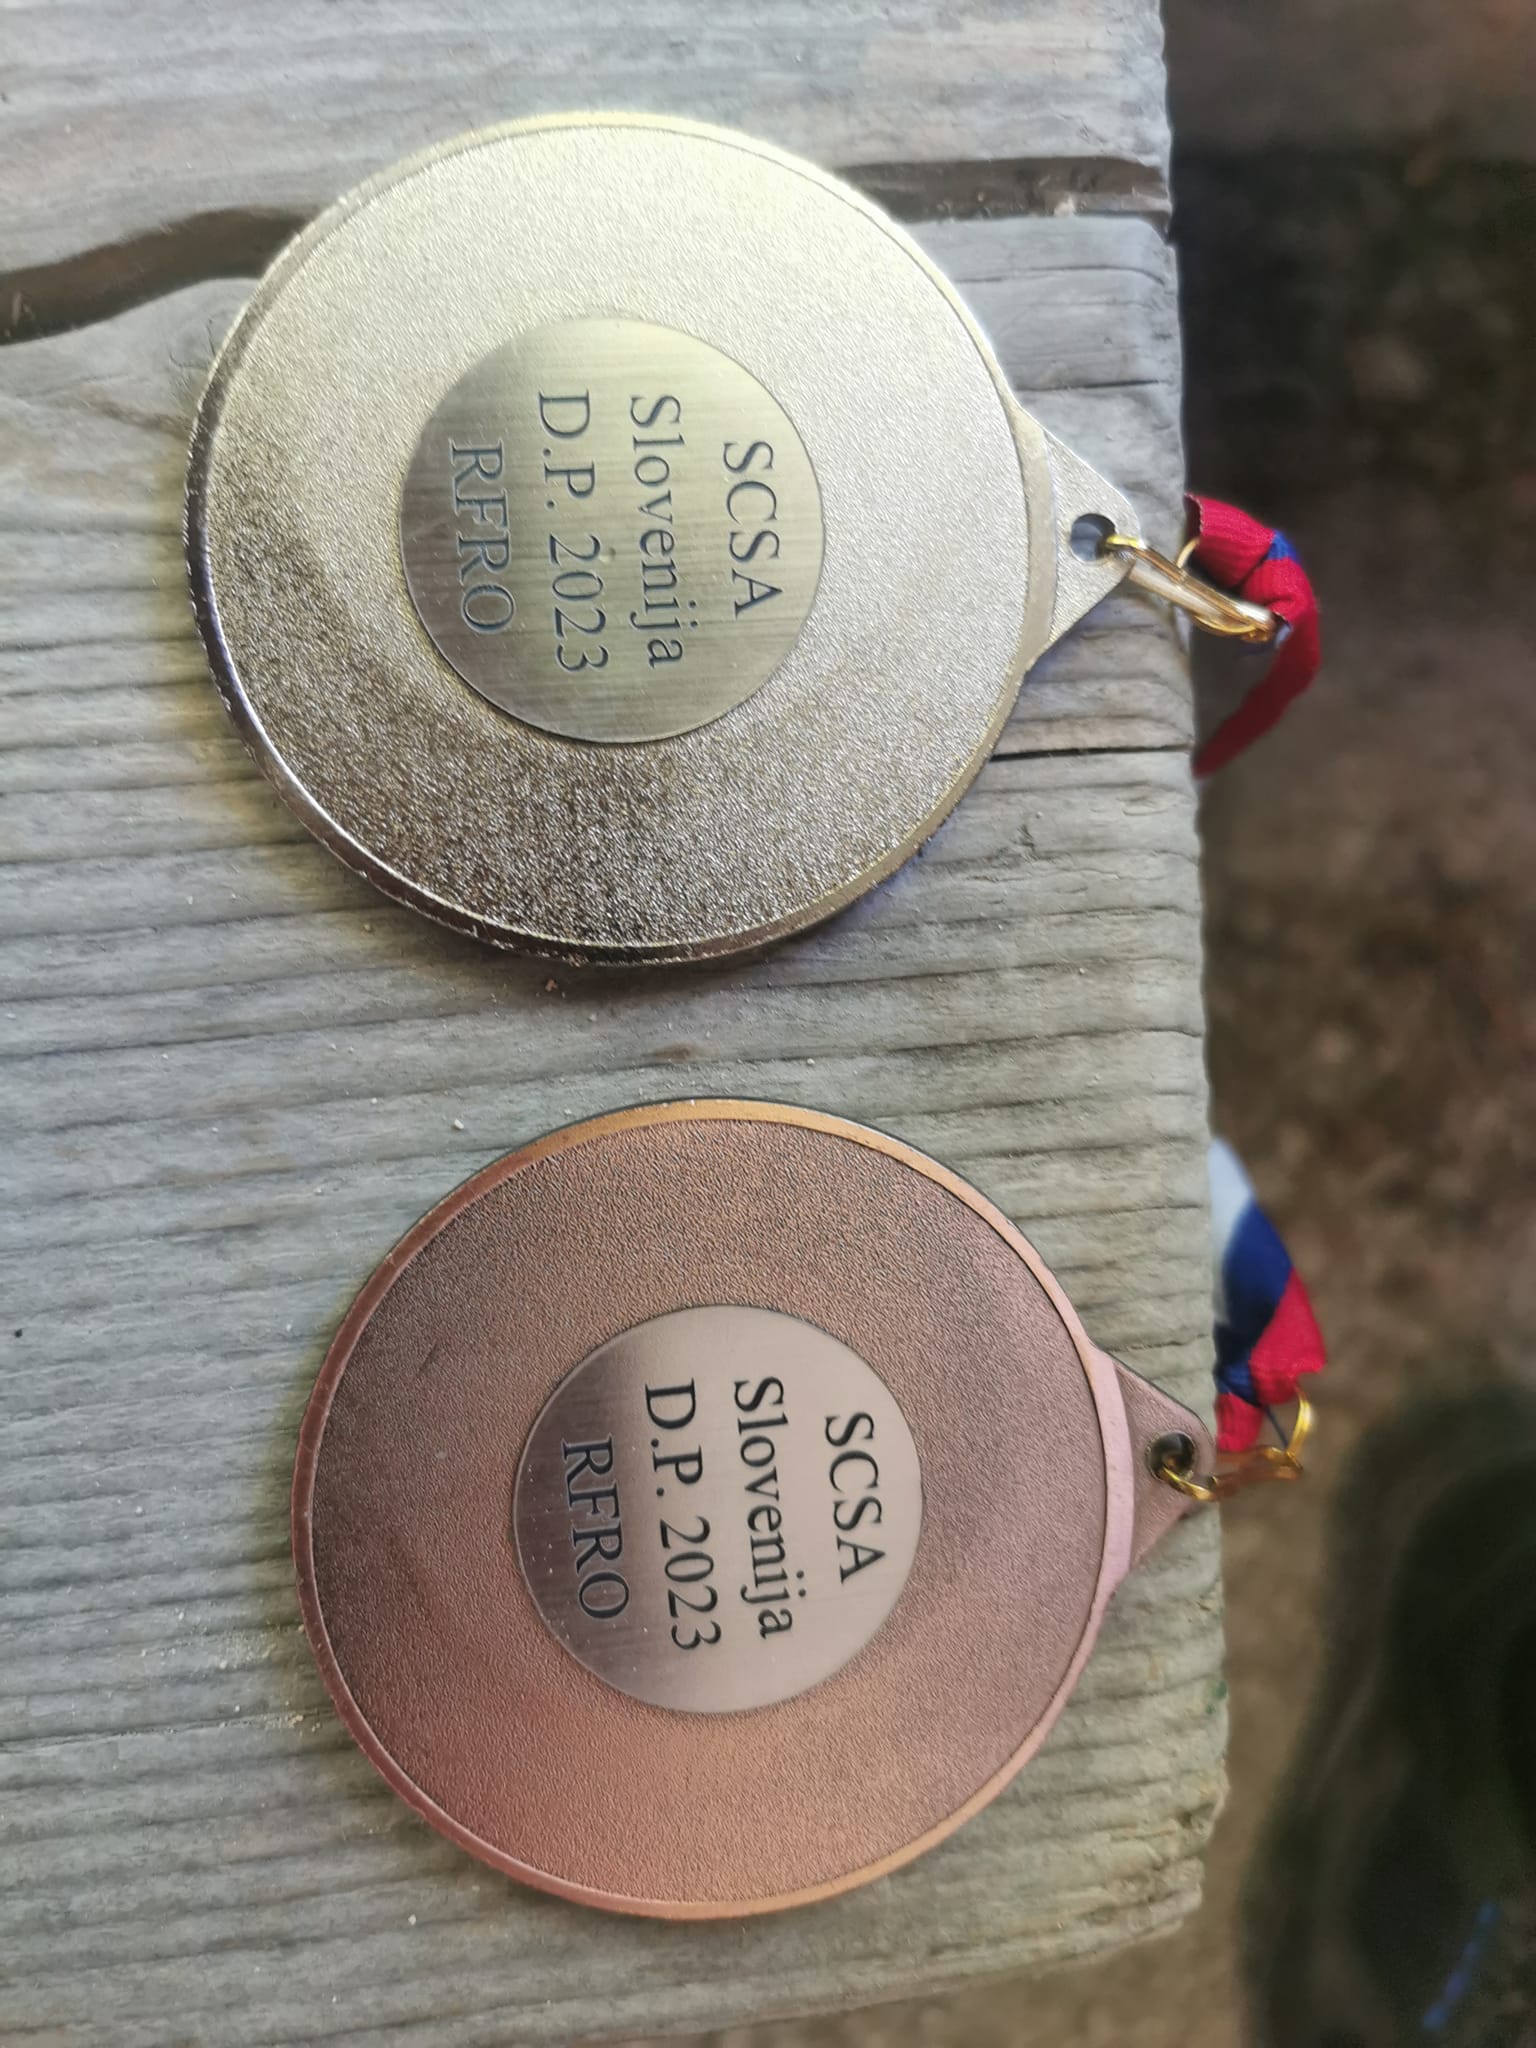 SCSA
Slovenija
D.P. 2023
RFRO
SCSA
Slovenija
D.P. 2023
RFRO